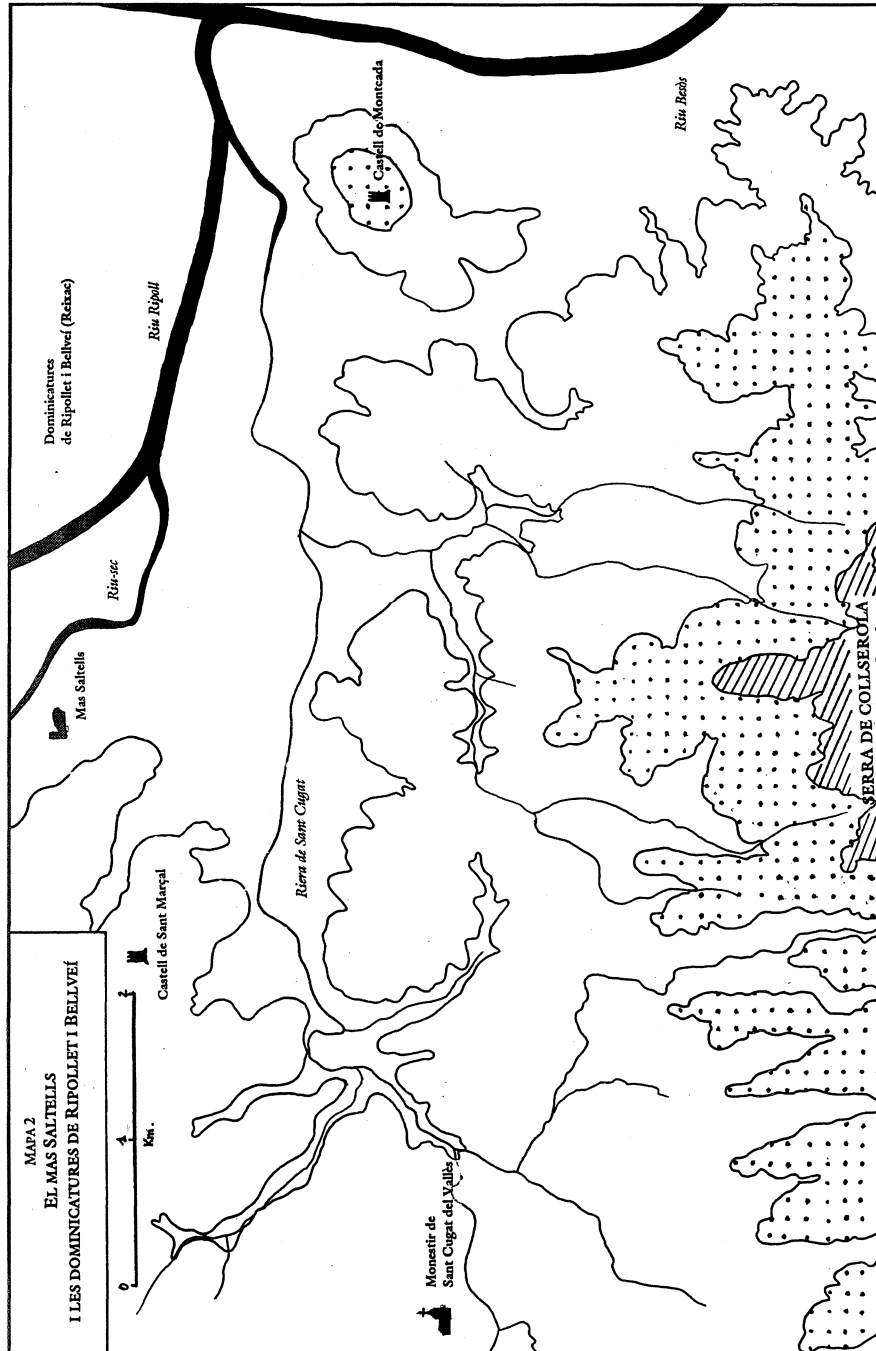 MAPA 2
EL MAS SALTELLS
I LES DOMINICATURES DE RIPOLLET I BELLVEÍ
0 1 2
Km.
Castell de Sant Marçal
Mas Saltells
Riu-sec
Dominicatures
de Ripollet i Bellveí (Reixac)
Riu Ripoll
Castell de Montcada
Riu Besòs
Riera de Sant Cugat
Monestir de
Sant Cugat del Vallès
SERRA DE COLLSEROLA